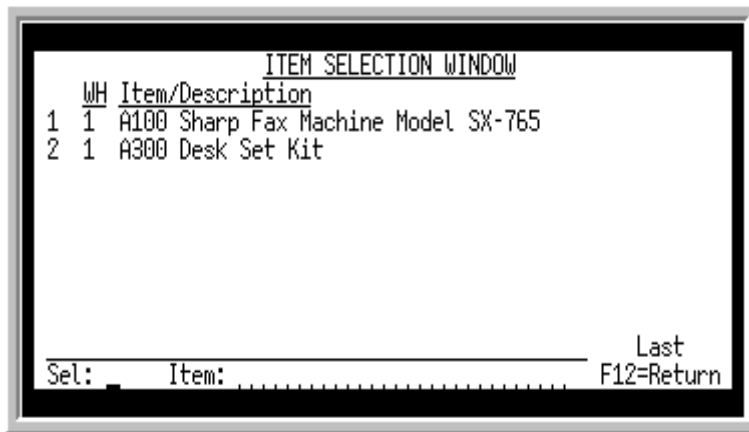 ITEM SELECTION WINDOW
WH Item/Description
1 1 A100 Sharp Fax Machine Model SX-765
2 1 A300 Desk Set Kit
Last
Sel: Item: F12=Return